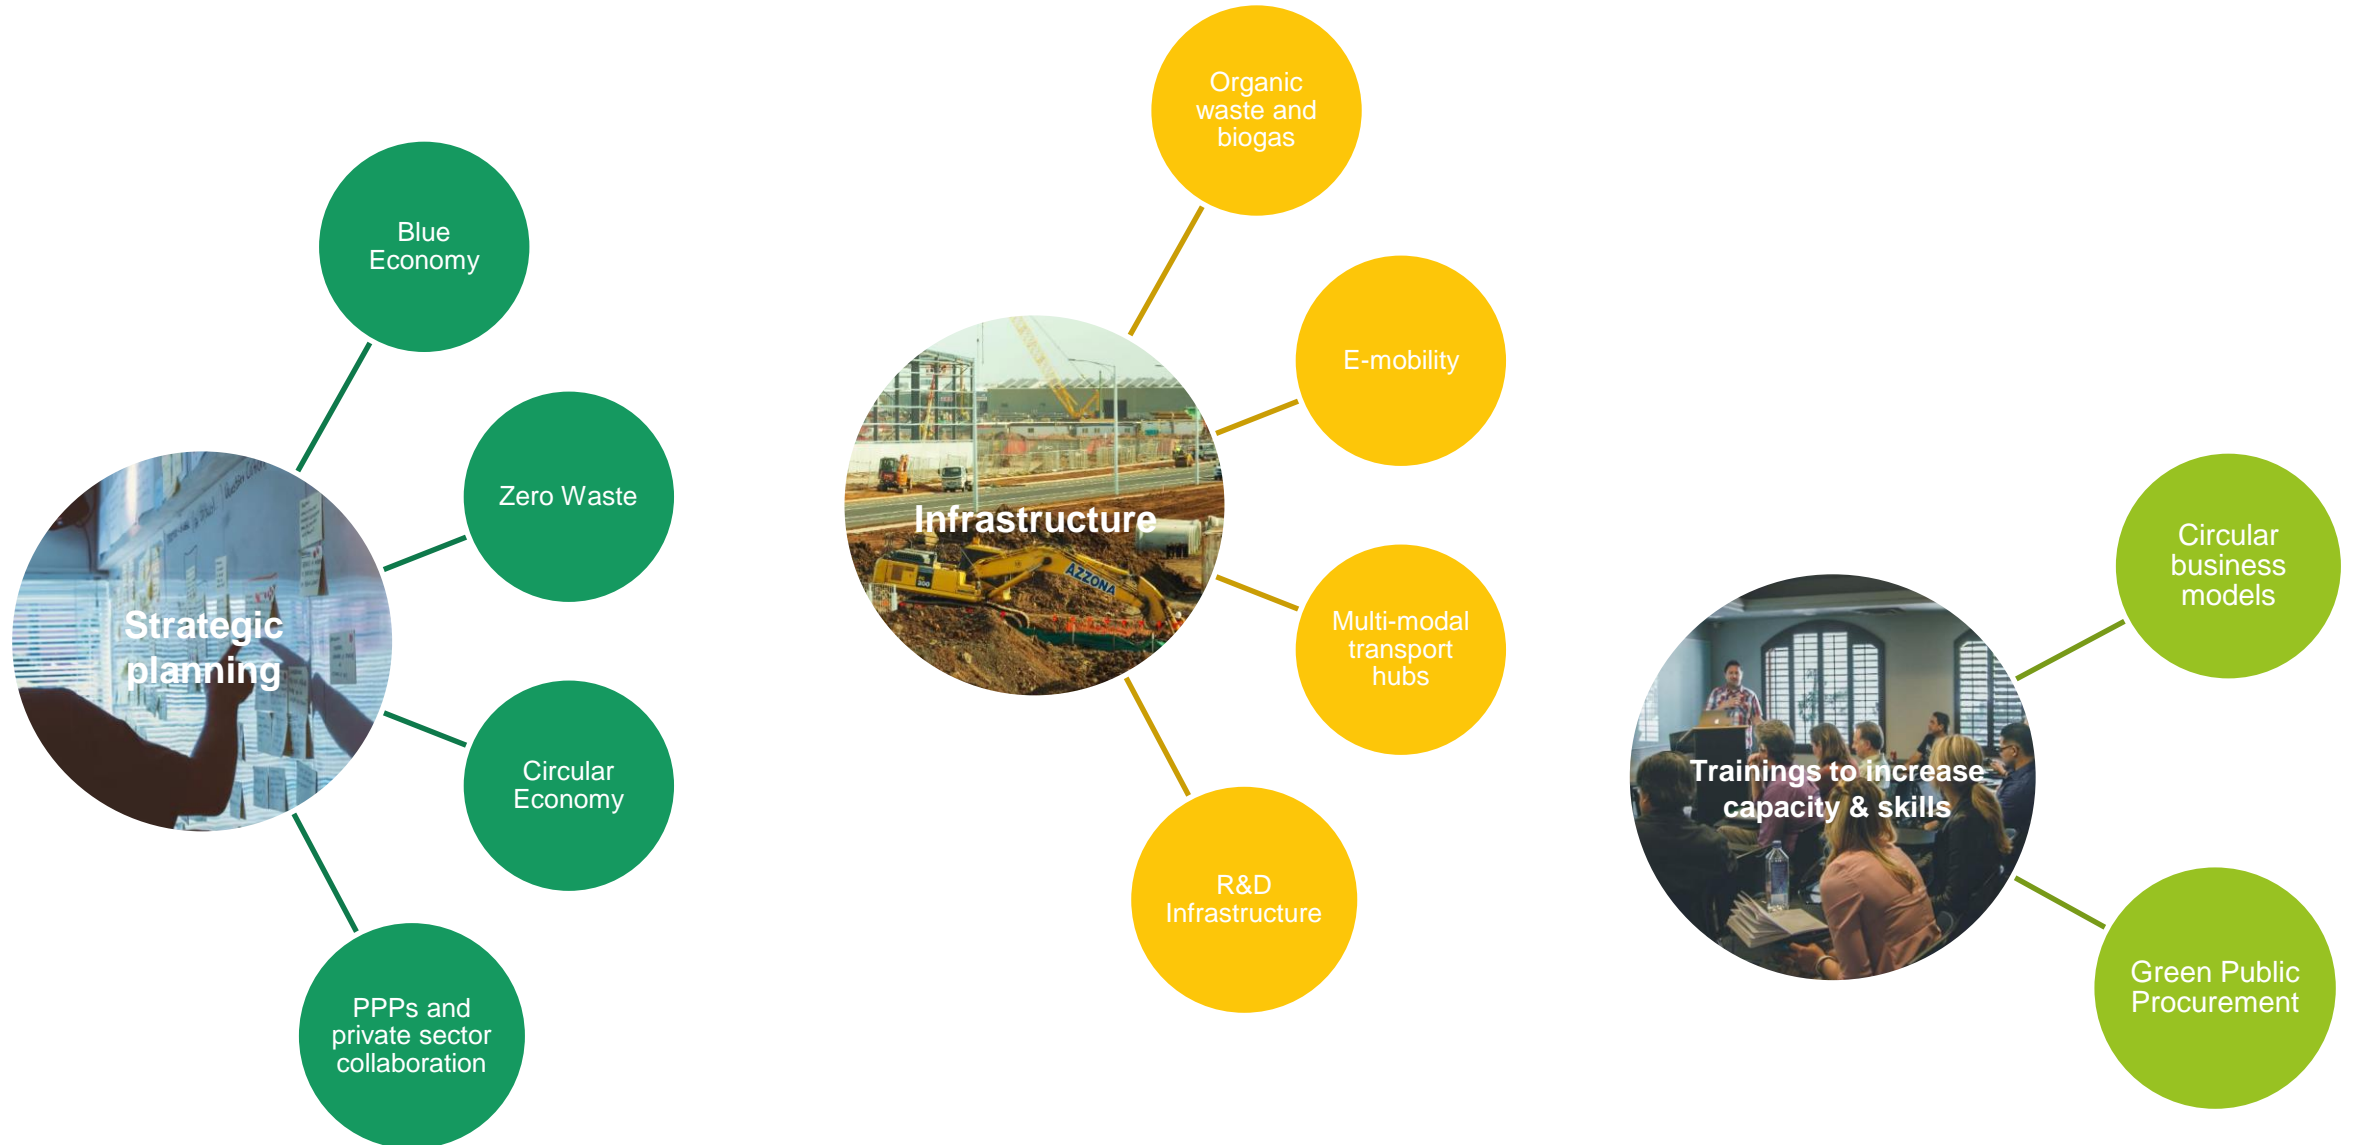 Blue
Economy
Zero Waste
Strategic
planning
Circular
Economy
PPPs and
private sector
collaboration
Organic
waste and
biogas
E-mobility
Infrastructure
AZZONA
Multi-modal
transport
hubs
R&D
Infrastructure
Circular
business
models
Trainings to increase
capacity & skills
Green Public
Procurement